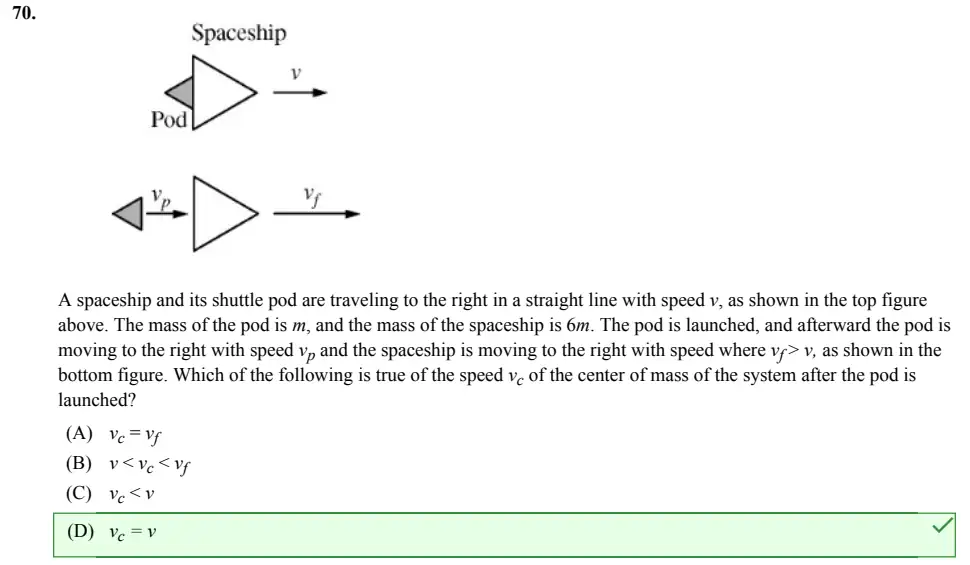 70.
Spaceship
v
Pod
vp
vf
A spaceship and its shuttle pod are traveling to the right in a straight line with speed v, as shown in the top figure
above. The mass of the pod is m, and the mass of the spaceship is 6m. The pod is launched, and afterward the pod is
moving to the right with speed vp and the spaceship is moving to the right with speed where vf> v, as shown in the
bottom figure. Which of the following is true of the speed vc of the center of mass of the system after the pod is
launched?
(A) vc = vf
(B) v < vc < vf
(C) vc < v
(D) vc = v